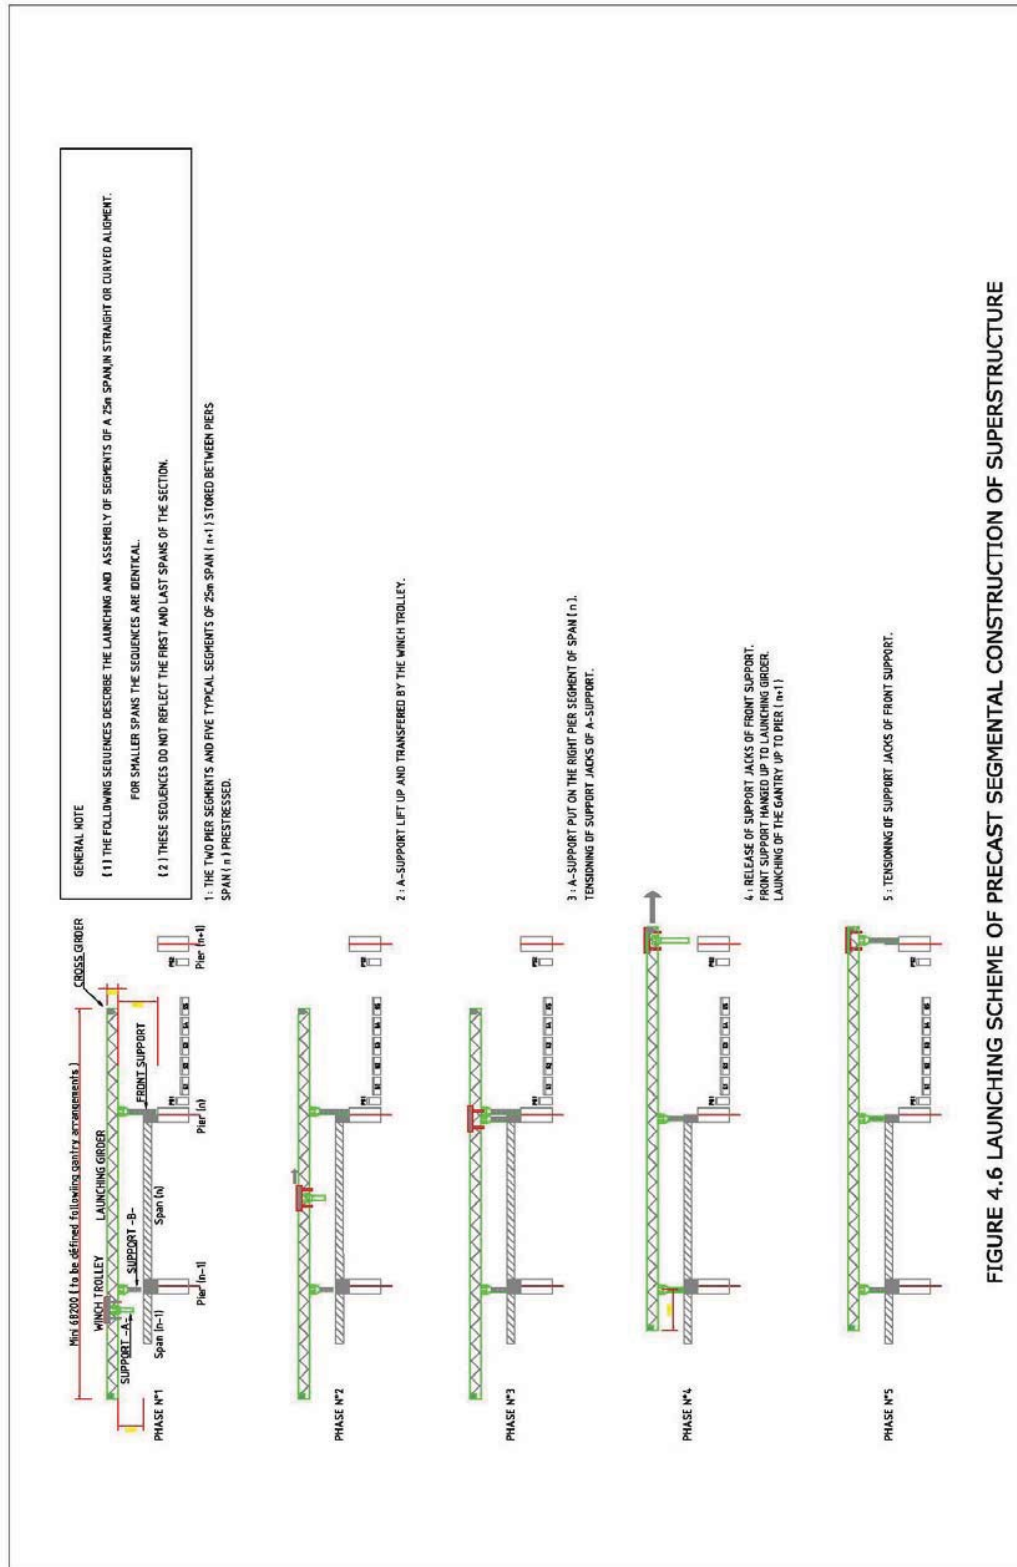 GENERAL NOTE
(1) THE FOLLOWING SEQUENCES DESCRIBE THE LAUNCHING AND ASSEMBLY OF SEGMENTS OF A 25m SPAN,IN STRAIGHT OR CURVED ALIGMENT.
FOR SMALLER SPANS THE SEQUENCES ARE IDENTICAL.
(2) THESE SEQUENCES DO NOT REFLECT THE FIRST AND LAST SPANS OF THE SECTION.
Mini 68200 ( to be defined following gantry arrangements )
CROSS GIRDER
WINCH TROLLEY
LAUNCHING GIRDER
SUPPORT -A-
SUPPORT -B-
FRONT SUPPORT
Span (n-1)
Pier (n-1)
Span (n)
Pier (n)
Pier (n+1)
PHASE N°1
1 : THE TWO PIER SEGMENTS AND FIVE TYPICAL SEGMENTS OF 25m SPAN ( n+1 ) STORED BETWEEN PIERS
SPAN ( n ) PRESTRESSED.
PHASE N°2
2 : A-SUPPORT LIFT UP AND TRANSFERED BY THE WINCH TROLLEY.
PHASE N°3
3 : A-SUPPORT PUT ON THE RIGHT PIER SEGMENT OF SPAN ( n ).
TENSIONING OF SUPPORT JACKS OF A-SUPPORT.
PHASE N°4
4 : RELEASE OF SUPPORT JACKS OF FRONT SUPPORT.
FRONT SUPPORT HANGED UP TO LAUNCHING GIRDER.
LAUNCHING OF THE GANTRY UP TO PIER ( n+1 )
PHASE N°5
5 : TENSIONING OF SUPPORT JACKS OF FRONT SUPPORT.
FIGURE 4.6 LAUNCHING SCHEME OF PRECAST SEGMENTAL CONSTRUCTION OF SUPERSTRUCTURE